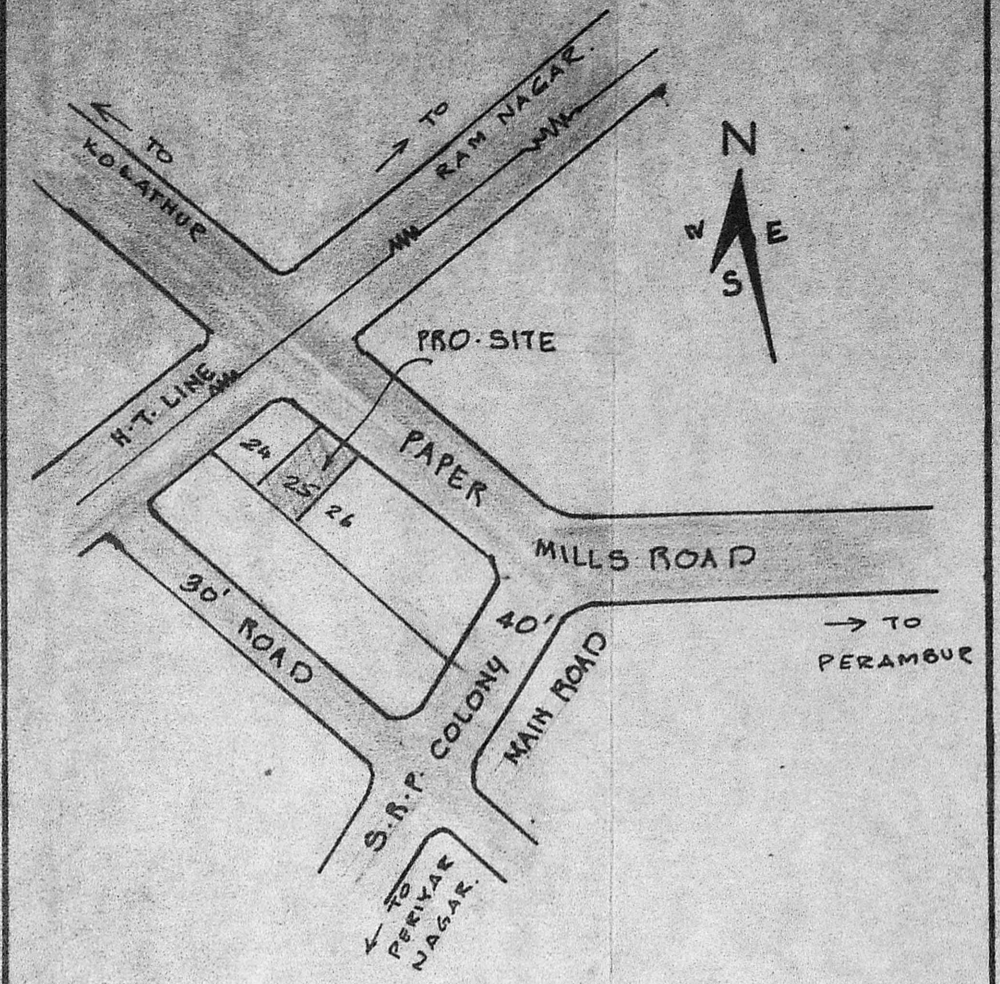 ← TO
KOLATHUR
→ TO
RAM NAGAR.
N
W E
S
PRO. SITE
H.T. LINE
24
25
26
PAPER
MILLS ROAD
30' ROAD
40'
S.R.P. COLONY
MAIN ROAD
→ TO
PERAMBUR
← TO
PERIYAR
NAGAR.